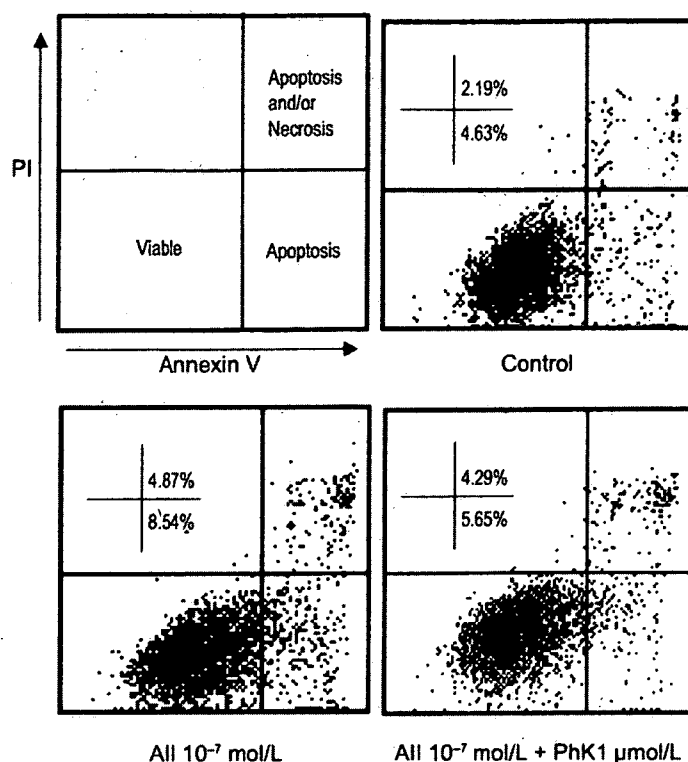 Apoptosis
and/or
Necrosis
PI
Viable
Apoptosis
Annexin V
2.19%
4.63%
Control
4.87%
8.54%
AII 10⁻⁷ mol/L
4.29%
5.65%
AII 10⁻⁷ mol/L + PhK1 µmol/L